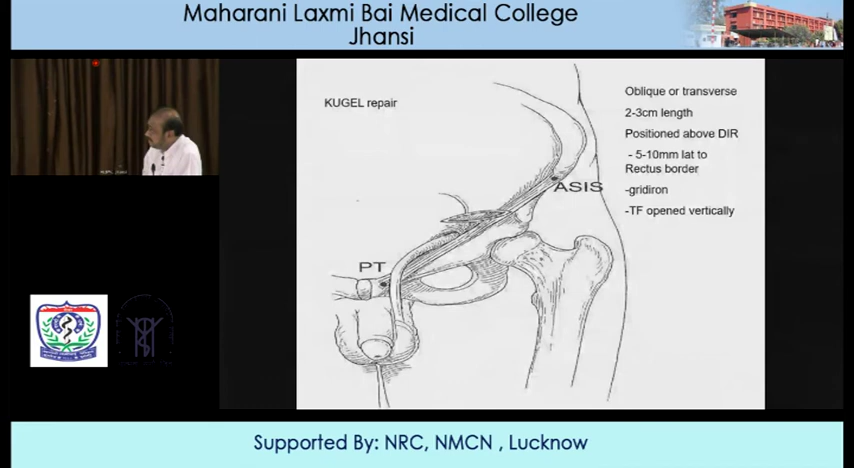 Maharani Laxmi Bai Medical College
Jhansi
KUGEL repair
Oblique or transverse
2-3cm length
Positioned above DIR
- 5-10mm lat to
Rectus border
-gridiron
-TF opened vertically
ASIS
PT
Supported By: NRC, NMCN , Lucknow